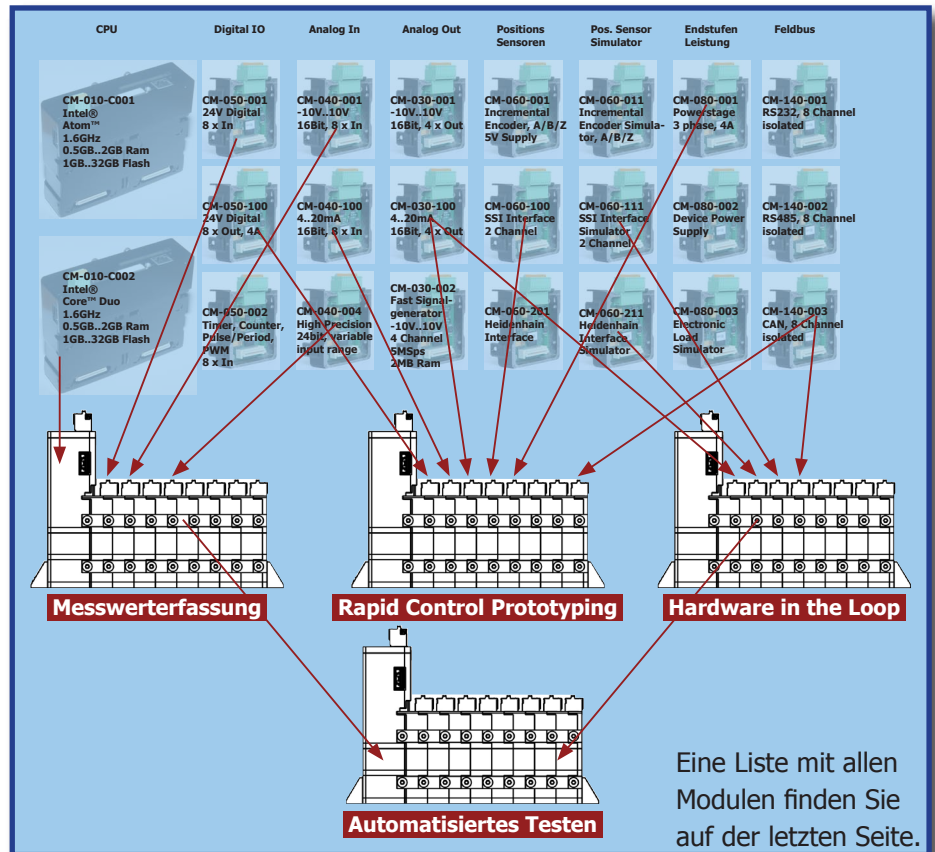 CPU
Digital IO
Analog In
Analog Out
Positions
Sensoren
Pos. Sensor
Simulator
Endstufen
Leistung
Feldbus
CM-010-C001
Intel®
Atom™
1.6GHz
0.5GB..2GB Ram
1GB..32GB Flash
CM-050-001
24V Digital
8 x In
CM-040-001
-10V..10V
16Bit, 8 x In
CM-030-001
-10V..10V
16Bit, 4 x Out
CM-060-001
Incremental
Encoder, A/B/Z
5V Supply
CM-060-011
Incremental
Encoder Simula-
tor, A/B/Z
CM-080-001
Powerstage
3 phase, 4A
CM-140-001
RS232, 8 Channel
isolated
CM-050-100
24V Digital
8 x Out, 4A
CM-040-100
4..20mA
16Bit, 8 x In
CM-030-100
4..20mA
16Bit, 4 x Out
CM-060-100
SSI Interface
2 Channel
CM-060-111
SSI Interface
Simulator
2 Channel
CM-080-002
Device Power
Supply
CM-140-002
RS485, 8 Channel
isolated
CM-010-C002
Intel®
Core™ Duo
1.6GHz
0.5GB..2GB Ram
1GB..32GB Flash
CM-050-002
Timer, Counter,
Pulse/Period,
PWM
8 x In
CM-040-004
High Precision
24bit, variable
input range
CM-030-002
Fast Signal-
generator
-10V..10V
4 Channel
5MSps
2MB Ram
CM-060-201
Heidenhain
Interface
CM-060-211
Heidenhain
Interface
Simulator
CM-080-003
Electronic
Load
Simulator
CM-140-003
CAN, 8 Channel
isolated
Messwerterfassung
Rapid Control Prototyping
Hardware in the Loop
Automatisiertes Testen
Eine Liste mit allen
Modulen finden Sie
auf der letzten Seite.